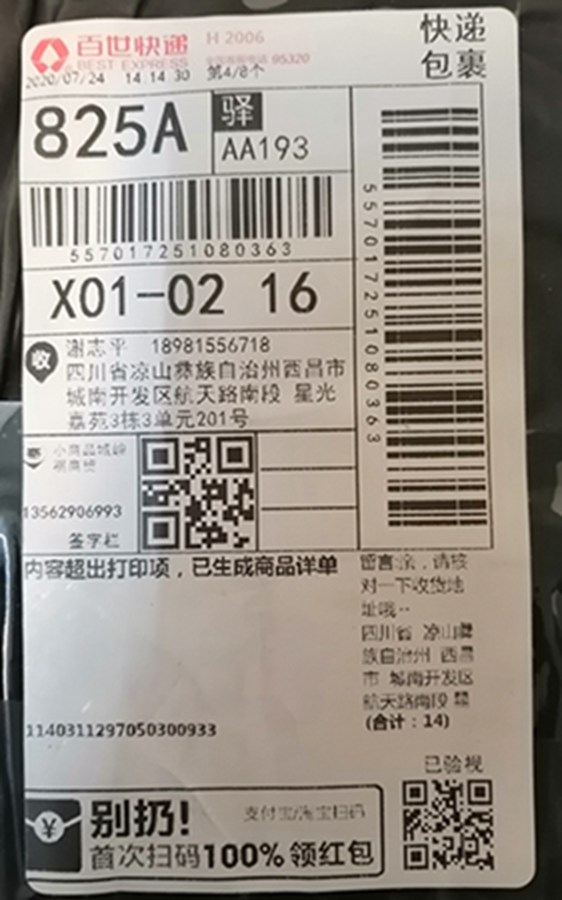 百世快递 H 2006
BEST EXPRESS
95320
快递
包裹
2020/07/24 14:14:30 第4/8个
825A
驿
AA193
557017251080363
557017251080363
X01-02 16
收
谢志平 18981556718
四川省凉山彝族自治州西昌市
城南开发区航天路南段 星光
嘉苑3栋3单元201号
小商品城
商贸
13562906993
签字栏
内容超出打印项，已生成商品详单
留言:亲，请核
对一下收货地
址哦--
四川省 凉山彝
族自治州 西昌
市 城南开发区
航天路南段
(合计：14)
1140311297050300933
已验视
别扔!
支付宝/淘宝扫码
首次扫码100%领红包